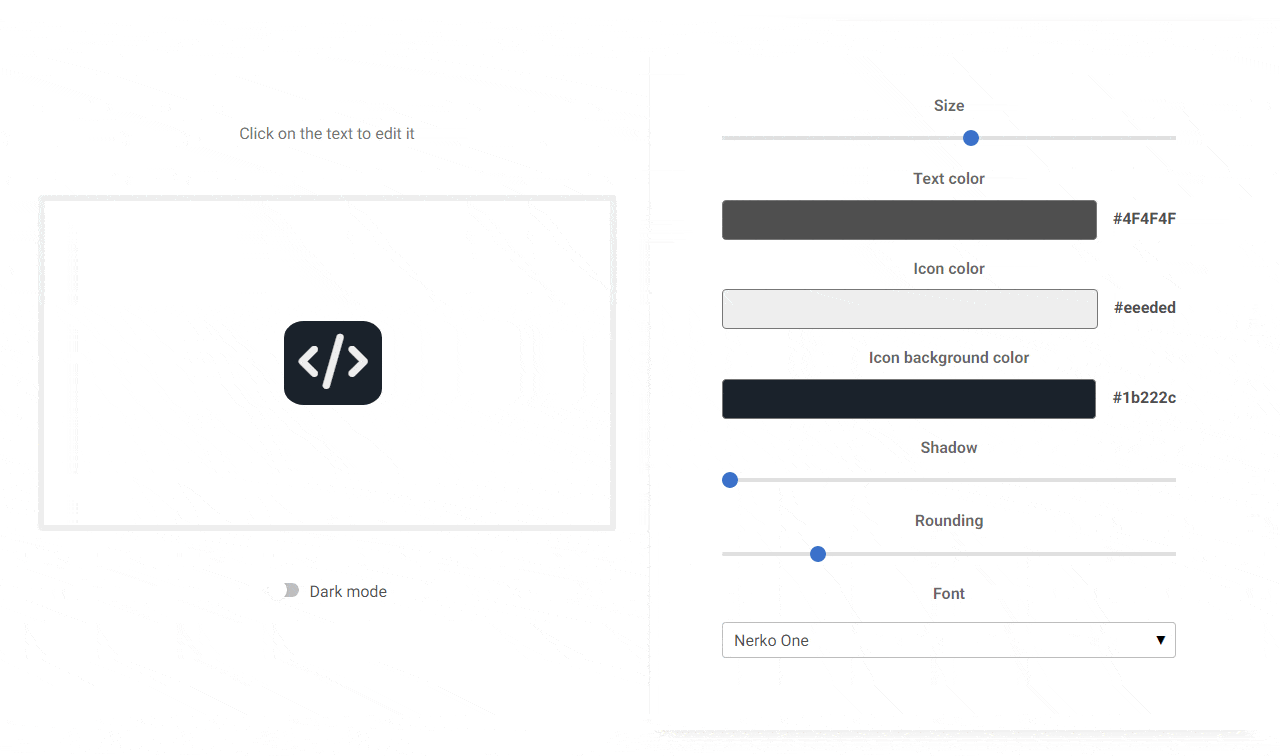 Click on the text to edit it
</>
Dark mode
Size
Text color
#4F4F4F
Icon color
#eeeded
Icon background color
#1b222c
Shadow
Rounding
Font
Nerko One